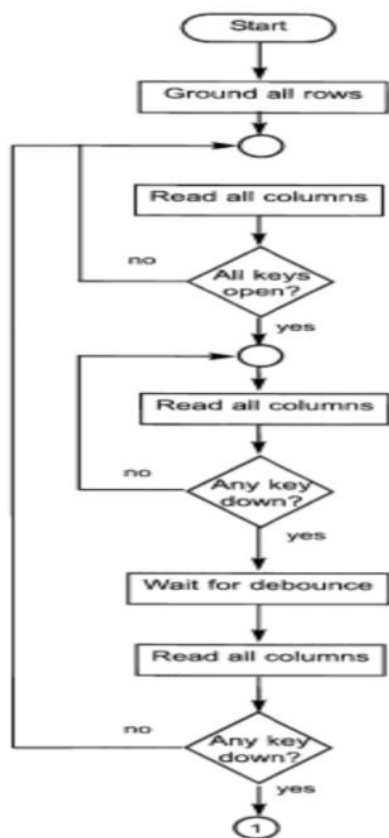 Start
Ground all rows
Read all columns
no
All keys
open?
yes
Read all columns
no
Any key
down?
yes
Wait for debounce
Read all columns
no
Any key
down?
yes
1